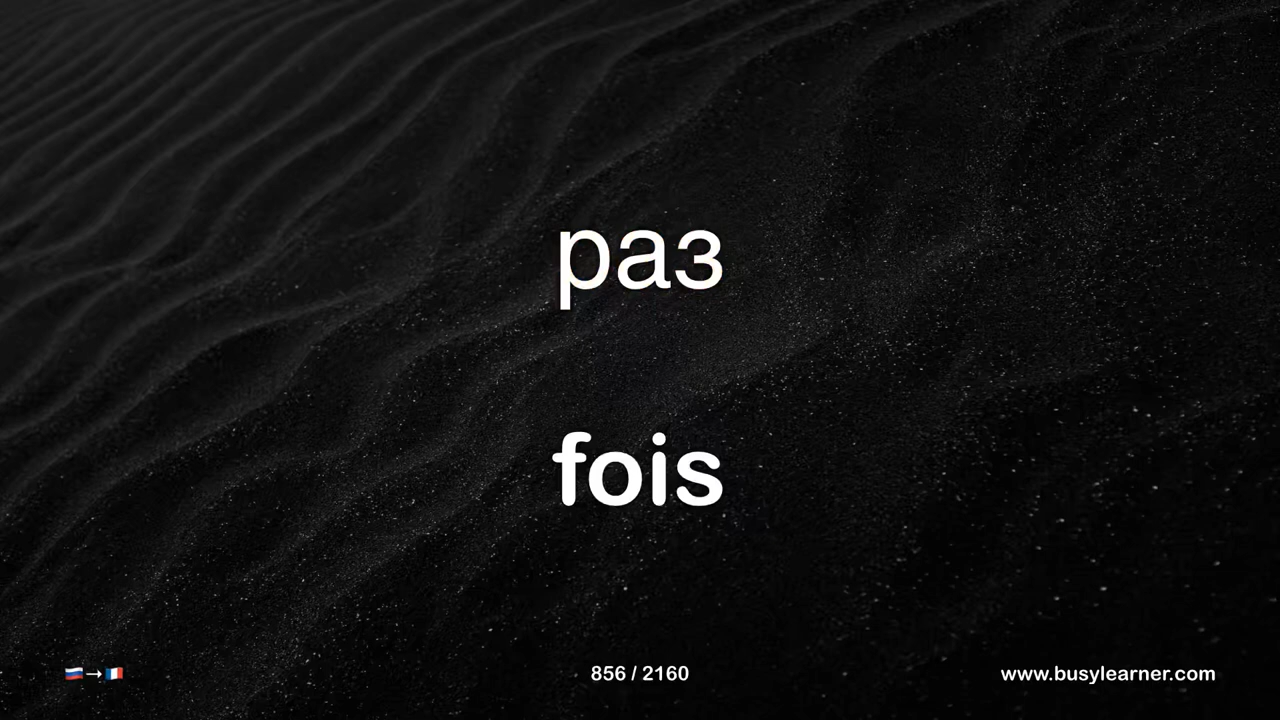 раз
fois
🇷🇺→🇫🇷
856 / 2160
www.busylearner.com